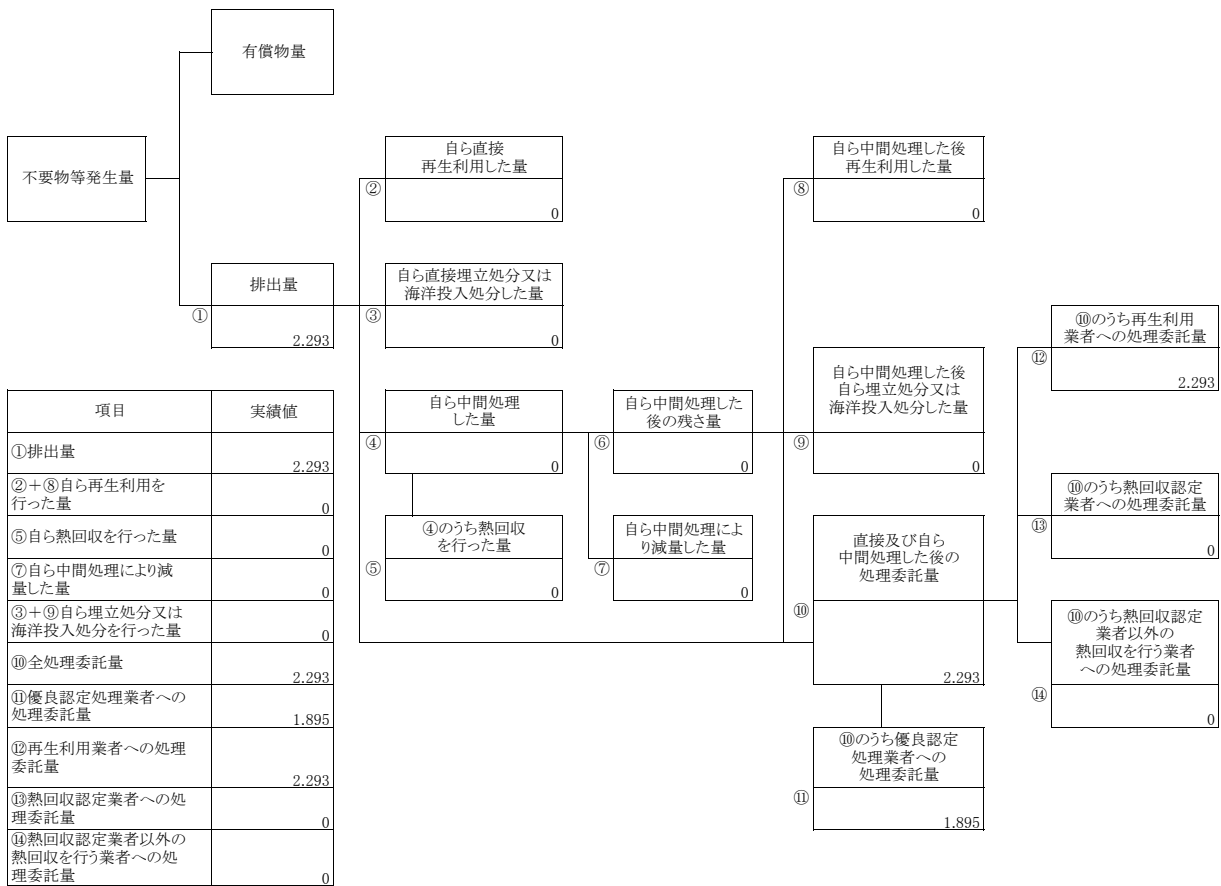 有償物量
不要物等発生量
排出量
①
2.293
自ら直接
再生利用した量
②
0
自ら直接埋立処分又は
海洋投入処分した量
③
0
自ら中間処理
した量
④
0
④のうち熱回収
を行った量
⑤
0
自ら中間処理した
後の残さ量
⑥
0
自ら中間処理によ
り減量した量
⑦
0
自ら中間処理した後
再生利用した量
⑧
0
自ら中間処理した後
自ら埋立処分又は
海洋投入処分した量
⑨
0
直接及び自ら
中間処理した後の
処理委託量
⑩
2.293
⑩のうち優良認定
処理業者への
処理委託量
⑪
1.895
⑩のうち再生利用
業者への処理委託量
⑫
2.293
⑩のうち熱回収認定
業者への処理委託量
⑬
0
⑩のうち熱回収認定
業者以外の
熱回収を行う業者
への処理委託量
⑭
0
項目 実績値
①排出量
2.293
②+⑧自ら再生利用を
行った量
0
⑤自ら熱回収を行った量
0
⑦自ら中間処理により減
量した量
0
③+⑨自ら埋立処分又は
海洋投入処分を行った量
0
⑩全処理委託量
2.293
⑪優良認定処理業者への
処理委託量
1.895
⑫再生利用業者への処理
委託量
2.293
⑬熱回収認定業者への処
理委託量
0
⑭熱回収認定業者以外の
熱回収を行う業者への処
理委託量
0